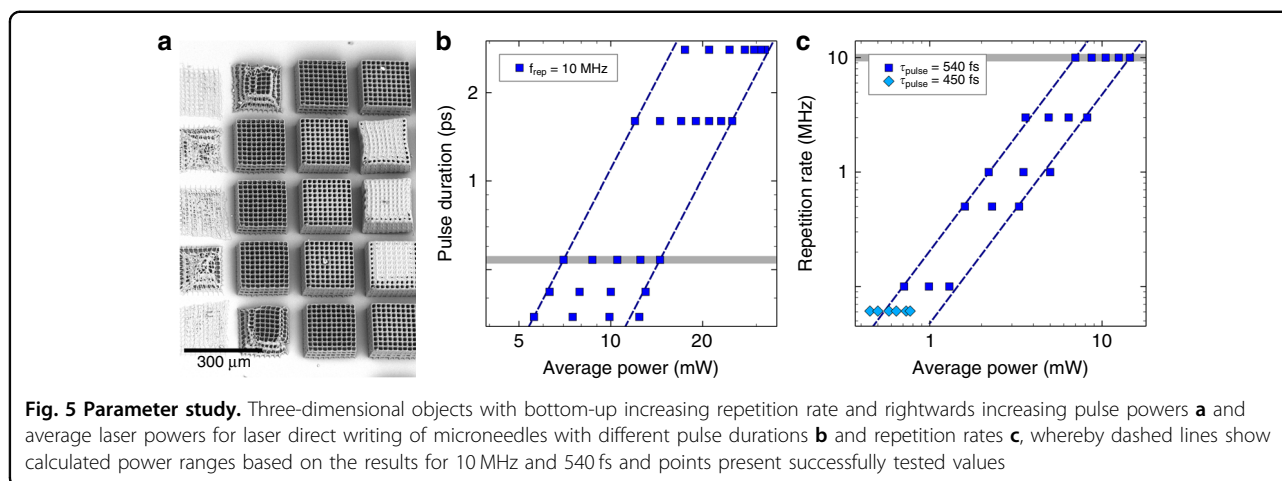 a
300 μm
b
Pulse duration (ps)
2
1
f_rep = 10 MHz
5 10 20
Average power (mW)
c
Repetition rate (MHz)
10
1
τ_pulse = 540 fs
τ_pulse = 450 fs
1 10
Average power (mW)
Fig. 5 Parameter study. Three-dimensional objects with bottom-up increasing repetition rate and rightwards increasing pulse powers a and
average laser powers for laser direct writing of microneedles with different pulse durations b and repetition rates c, whereby dashed lines show
calculated power ranges based on the results for 10 MHz and 540 fs and points present successfully tested values